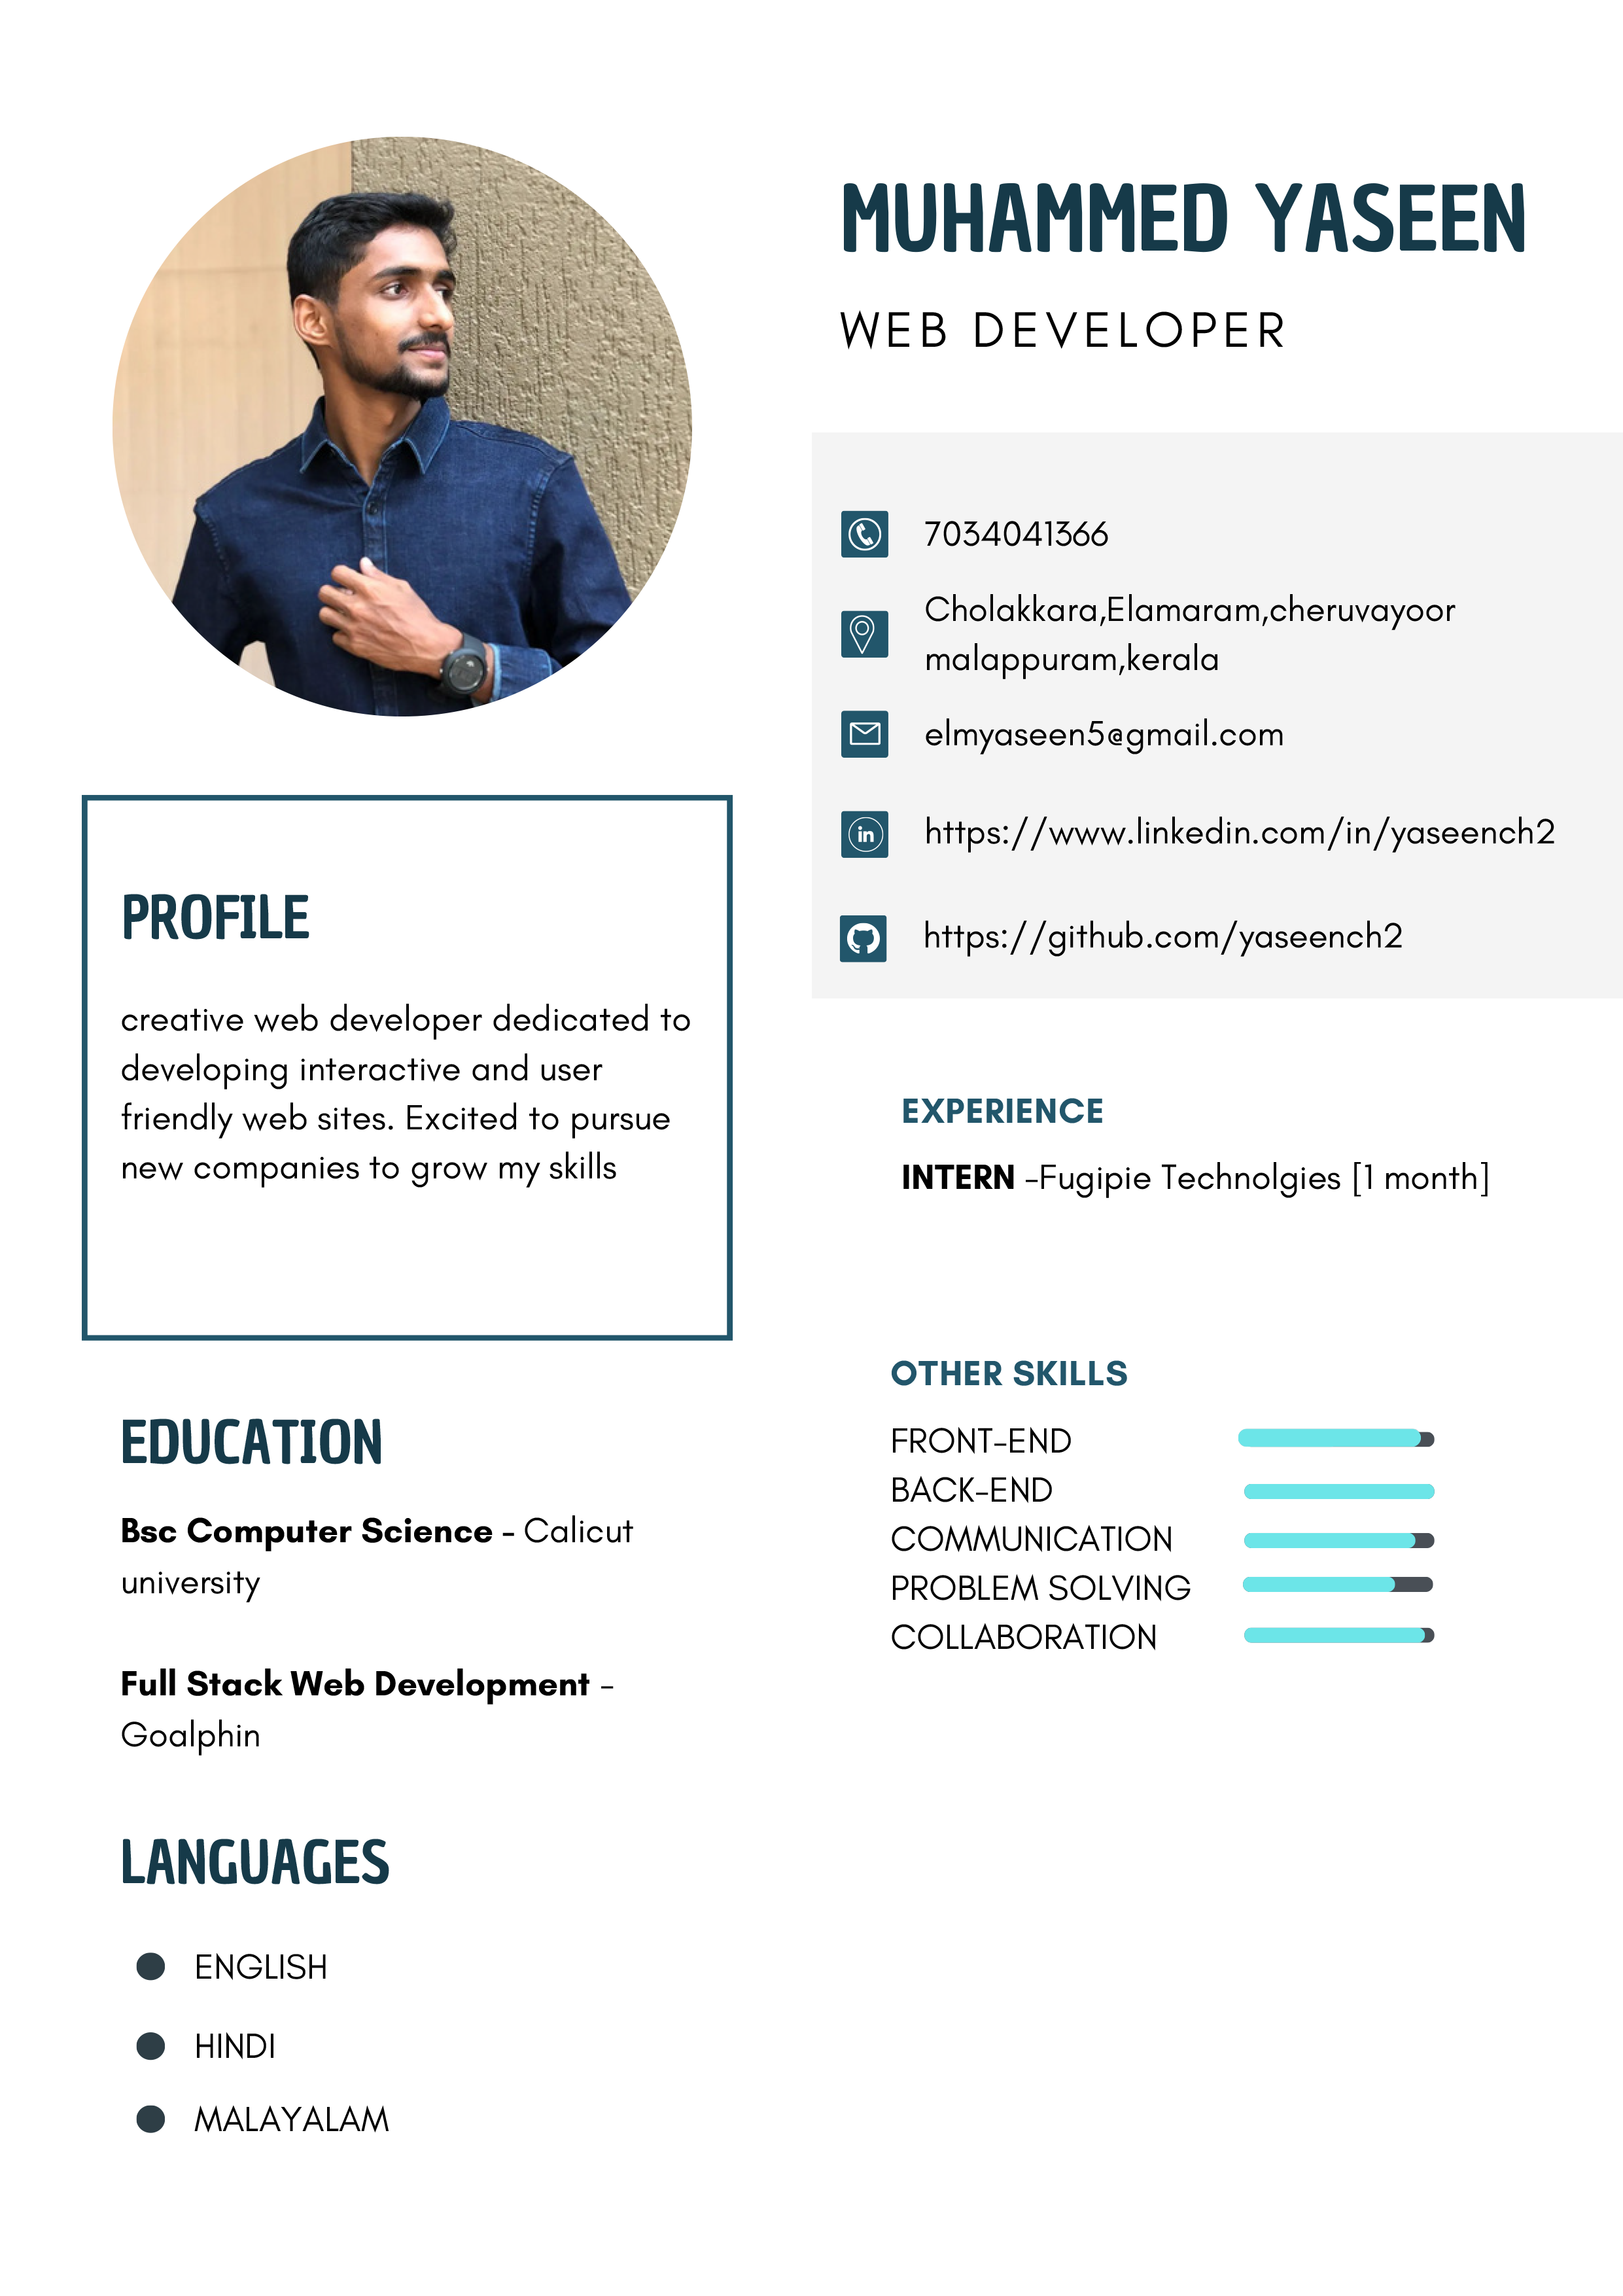 MUHAMMED YASEEN
WEB DEVELOPER
7034041366
Cholakkara,Elamaram,cheruvayoor
malappuram,kerala
elmyaseen5@gmail.com
https://www.linkedin.com/in/yaseench2
https://github.com/yaseench2
PROFILE
creative web developer dedicated to
developing interactive and user
friendly web sites. Excited to pursue
new companies to grow my skills
EXPERIENCE
INTERN -Fugipie Technolgies [1 month]
OTHER SKILLS
FRONT-END
BACK-END
COMMUNICATION
PROBLEM SOLVING
COLLABORATION
EDUCATION
Bsc Computer Science - Calicut
university
Full Stack Web Development -
Goalphin
LANGUAGES
ENGLISH
HINDI
MALAYALAM